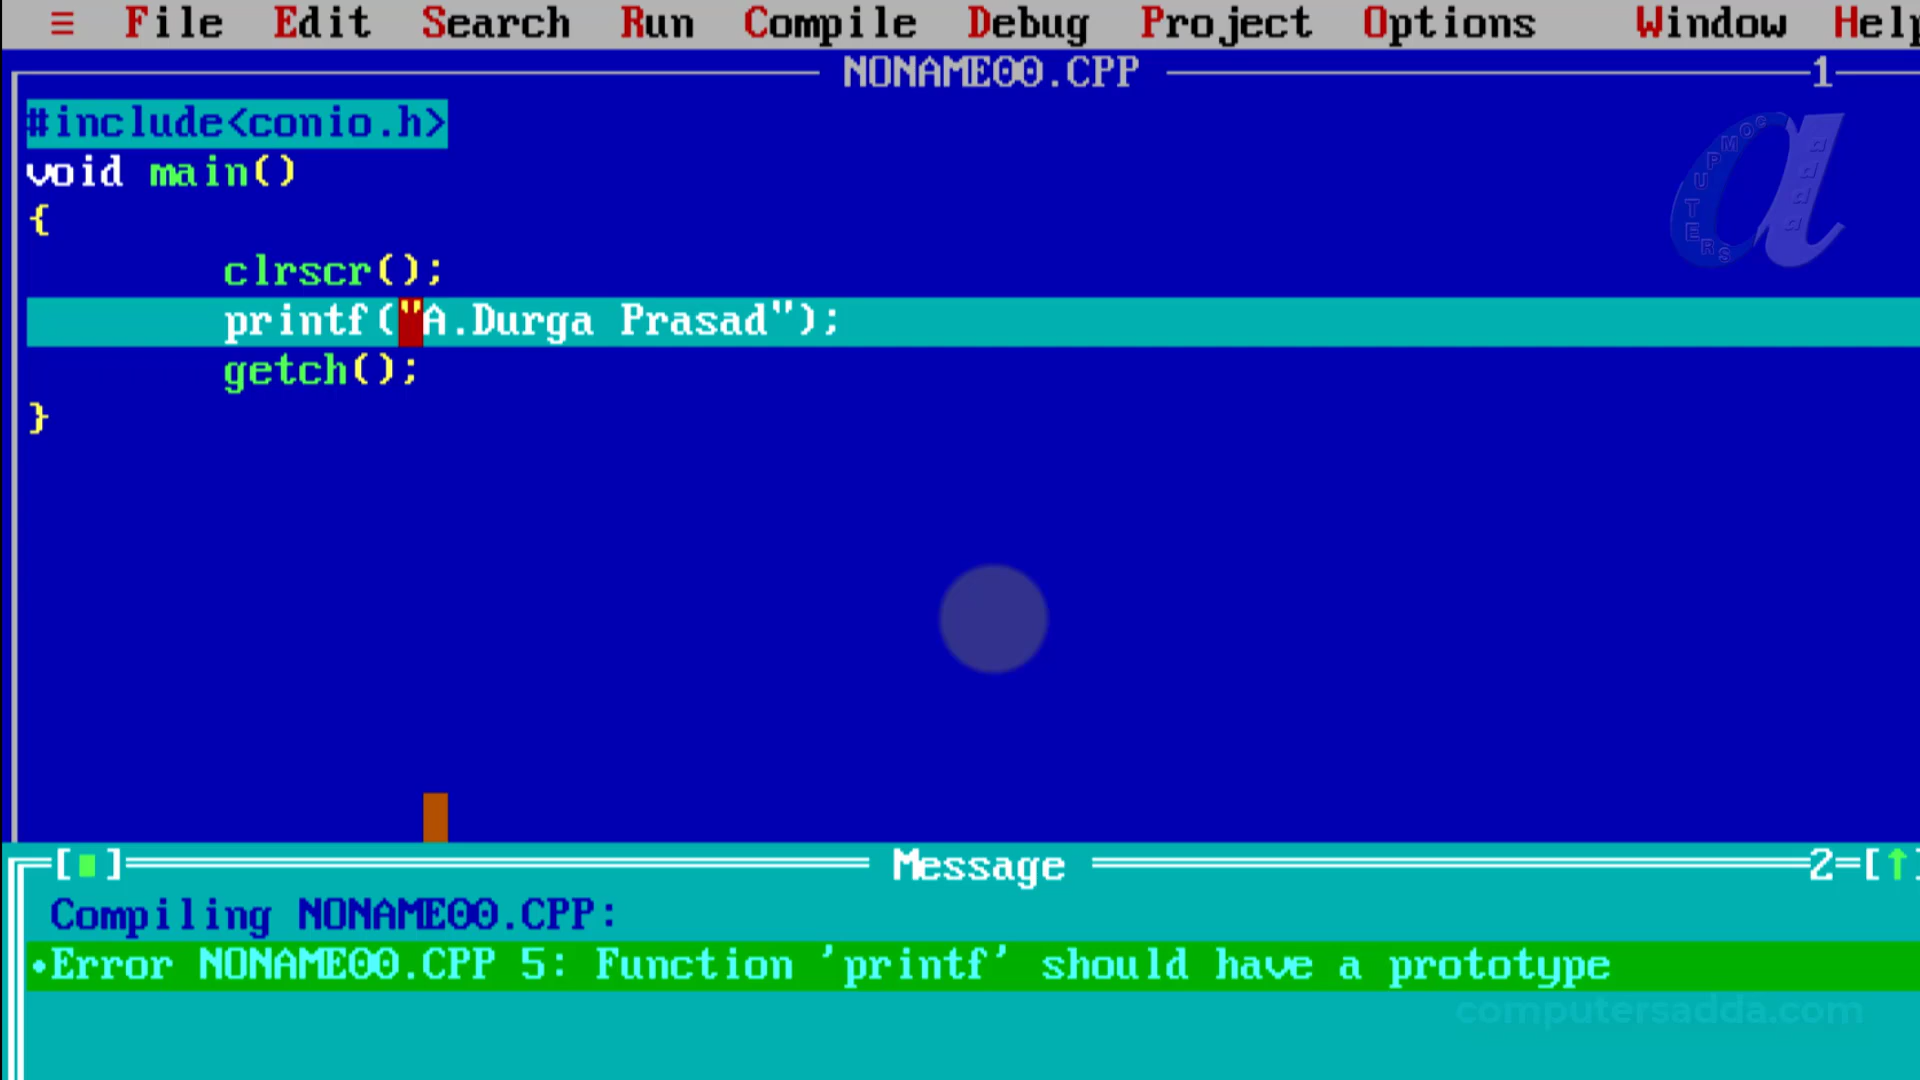 ≡ File Edit Search Run Compile Debug Project Options Window Help
NONAME00.CPP 1
#include<conio.h>
void main()
{
clrscr();
printf("A.Durga Prasad");
getch();
}
COMPUTERS adda
[■] Message 2=[↑]
Compiling NONAME00.CPP:
•Error NONAME00.CPP 5: Function 'printf' should have a prototype
computersadda.com